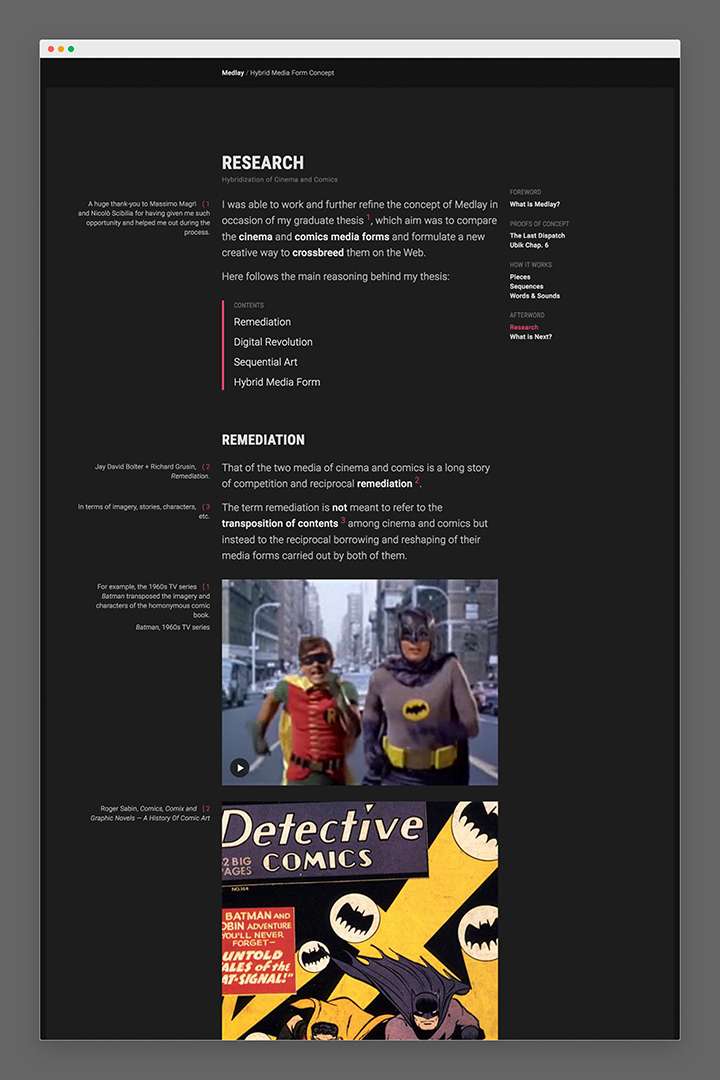 Medlay / Hybrid Media Form Concept
RESEARCH
Hybridization of Cinema and Comics
A huge thank-you to Massimo Magrì ( 1
and Nicolò Scibilia for having given me such
opportunity and helped me out during the
process.
I was able to work and further refine the concept of Medlay in
occasion of my graduate thesis 1, which aim was to compare
the cinema and comics media forms and formulate a new
creative way to crossbreed them on the Web.
Here follows the main reasoning behind my thesis:
FOREWORD
What is Medlay?
PROOFS OF CONCEPT
The Last Dispatch
Ubik Chap. 6
HOW IT WORKS
Pieces
Sequences
Words & Sounds
AFTERWORD
Research
What is Next?
CONTENTS
Remediation
Digital Revolution
Sequential Art
Hybrid Media Form
REMEDIATION
Jay David Bolter + Richard Grusin, ( 2
Remediation.
That of the two media of cinema and comics is a long story
of competition and reciprocal remediation 2.
In terms of imagery, stories, characters, ( 3
etc.
The term remediation is not meant to refer to the
transposition of contents 3 among cinema and comics but
instead to the reciprocal borrowing and reshaping of their
media forms carried out by both of them.
For example, the 1960s TV series [ 1
Batman transposed the imagery and
characters of the homonymous comic
book.
Batman, 1960s TV series
R
Roger Sabin, Comics, Comix and [ 2
Graphic Novels — A History Of Comic Art
Detective
COMICS
2 BIG
AGES
NO.164
BATMAN AND
OBIN ADVENTURE
YOU'LL NEVER
FORGET—
UNTOLD
ALES of the
AT-SIGNAL!"